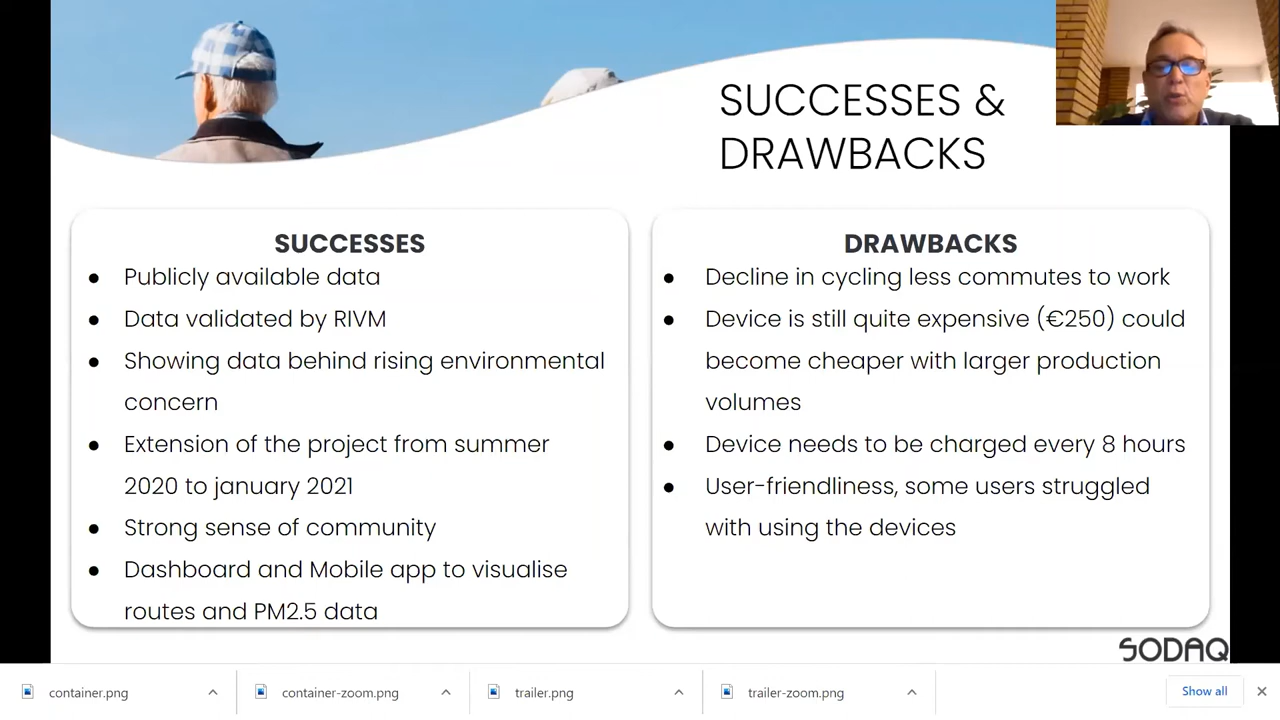 SUCCESSES &
DRAWBACKS
SUCCESSES
● Publicly available data
● Data validated by RIVM
● Showing data behind rising environmental
concern
● Extension of the project from summer
2020 to january 2021
● Strong sense of community
● Dashboard and Mobile app to visualise
routes and PM2.5 data
DRAWBACKS
● Decline in cycling less commutes to work
● Device is still quite expensive (€250) could
become cheaper with larger production
volumes
● Device needs to be charged every 8 hours
● User-friendliness, some users struggled
with using the devices
SODAQ
container.png
container-zoom.png
trailer.png
trailer-zoom.png
Show all